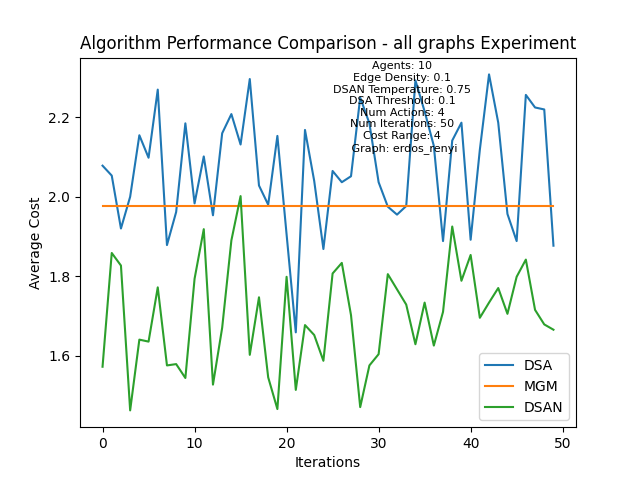 Algorithm Performance Comparison - all graphs Experiment
Agents: 10
Edge Density: 0.1
DSAN Temperature: 0.75
DSA Threshold: 0.1
Num Actions: 4
Num Iterations: 50
Cost Range: 4
Graph: erdos_renyi
Average Cost
2.2
2.0
1.8
1.6
0
10
20
30
40
50
Iterations
DSA
MGM
DSAN